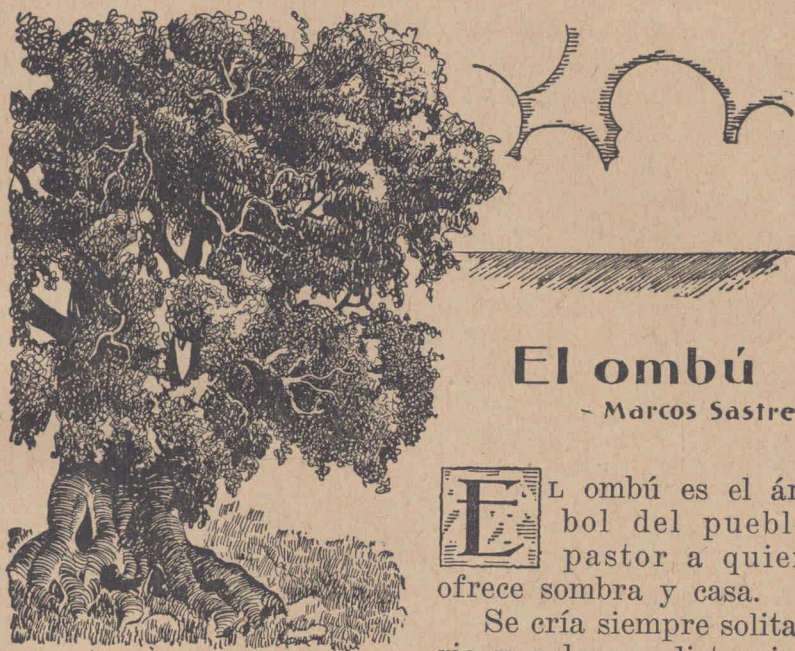 El ombú
- Marcos Sastre
EL ombú es el ár
bol del puebl
pastor a quie
ofrece sombra y casa.
Se cría siempre solita